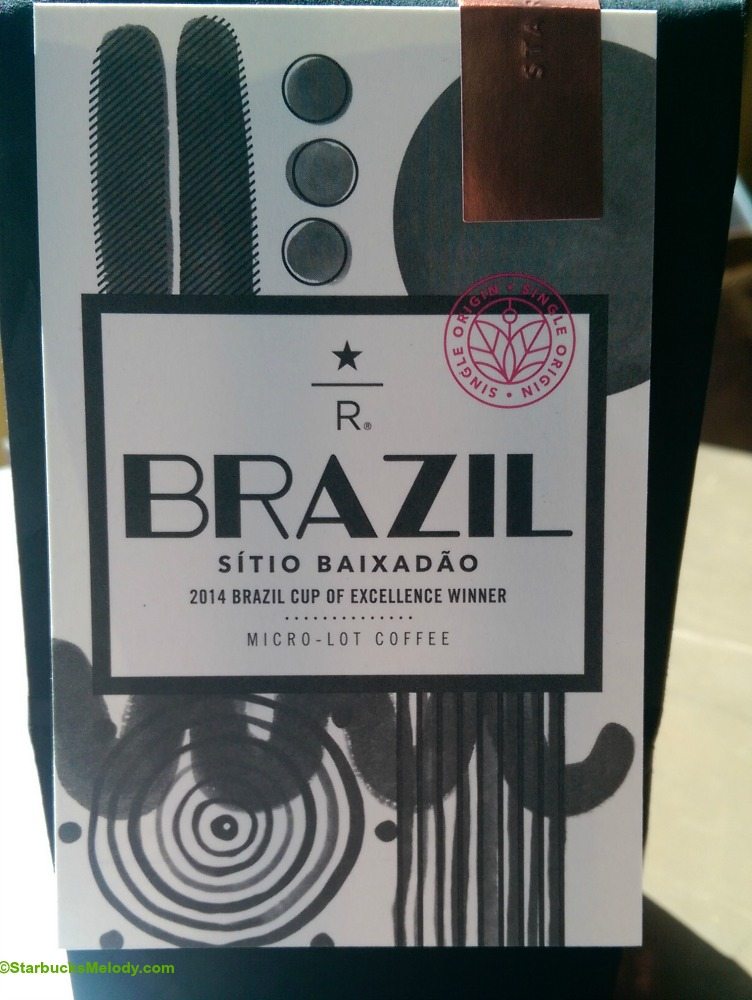 STA
SINGLE ORIGIN • SINGLE ORIGIN •
★
R®
BRAZIL
SÍTIO BAIXADÃO
2014 BRAZIL CUP OF EXCELLENCE WINNER
MICRO-LOT COFFEE
©StarbucksMelody.com